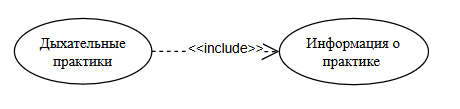 Дыхательные
практики
<<include>>
Информация о
практике